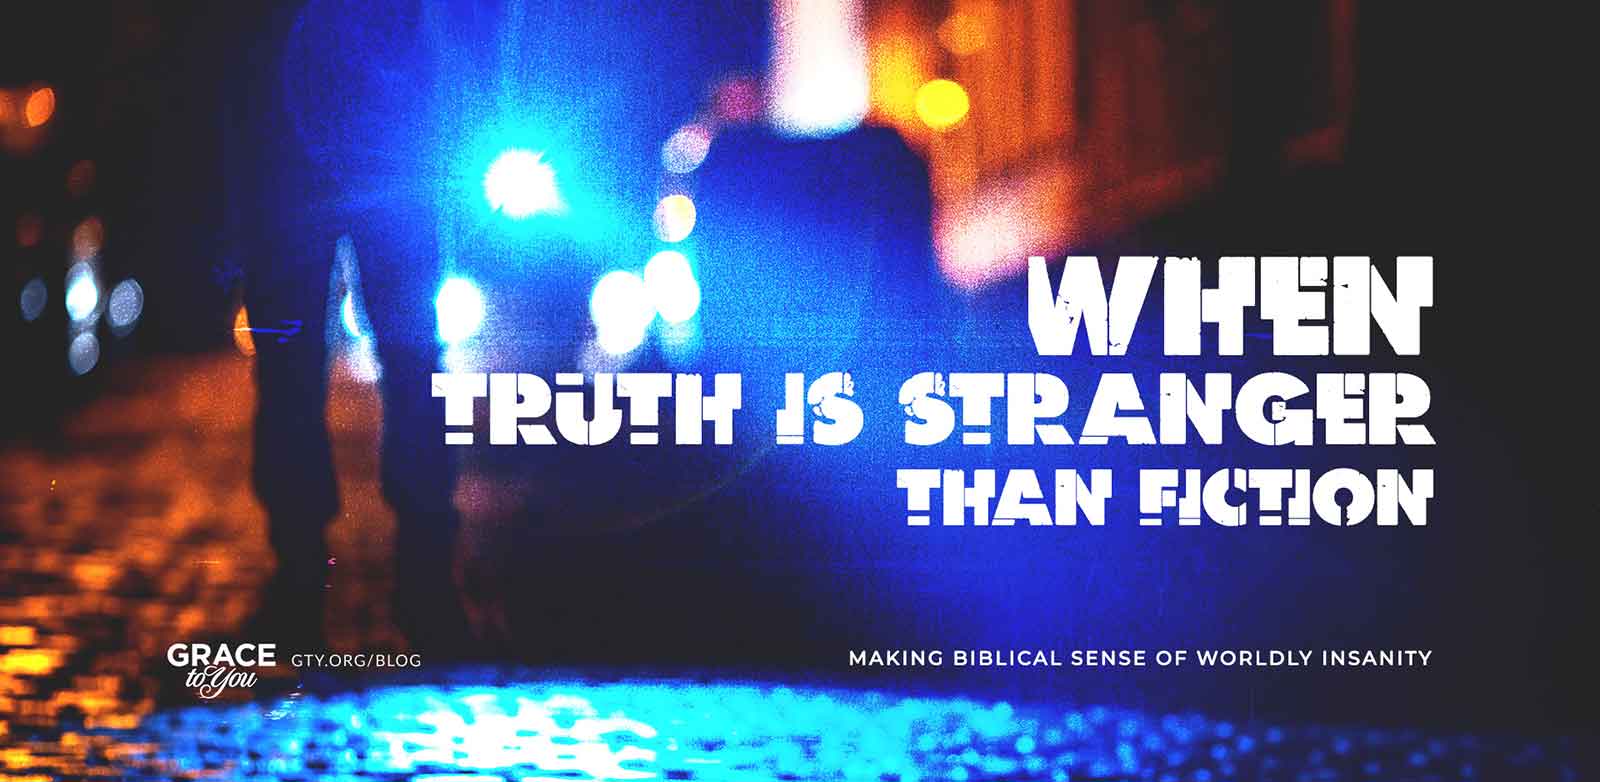 WHEN
TRUTH IS STRANGER
THAN FICTION
GRACE
to You
GTY.ORG/BLOG
MAKING BIBLICAL SENSE OF WORLDLY INSANITY